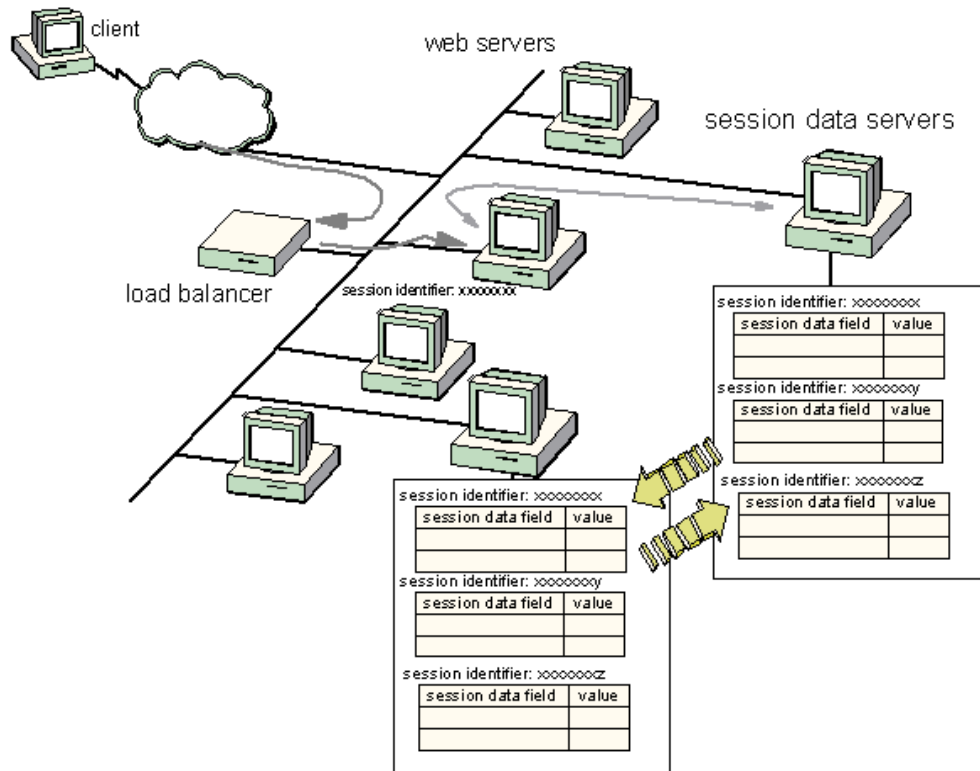 client
web servers
session data servers
load balancer
session identifier: xxxxxxxx
session identifier: xxxxxxxxx
session data field value
session identifier: xxxxxxxy
session data field value
session identifier: xxxxxxxz
session data field value
session identifier: xxxxxxxxx
session data field value
session identifier: xxxxxxxy
session data field value
session identifier: xxxxxxxz
session data field value